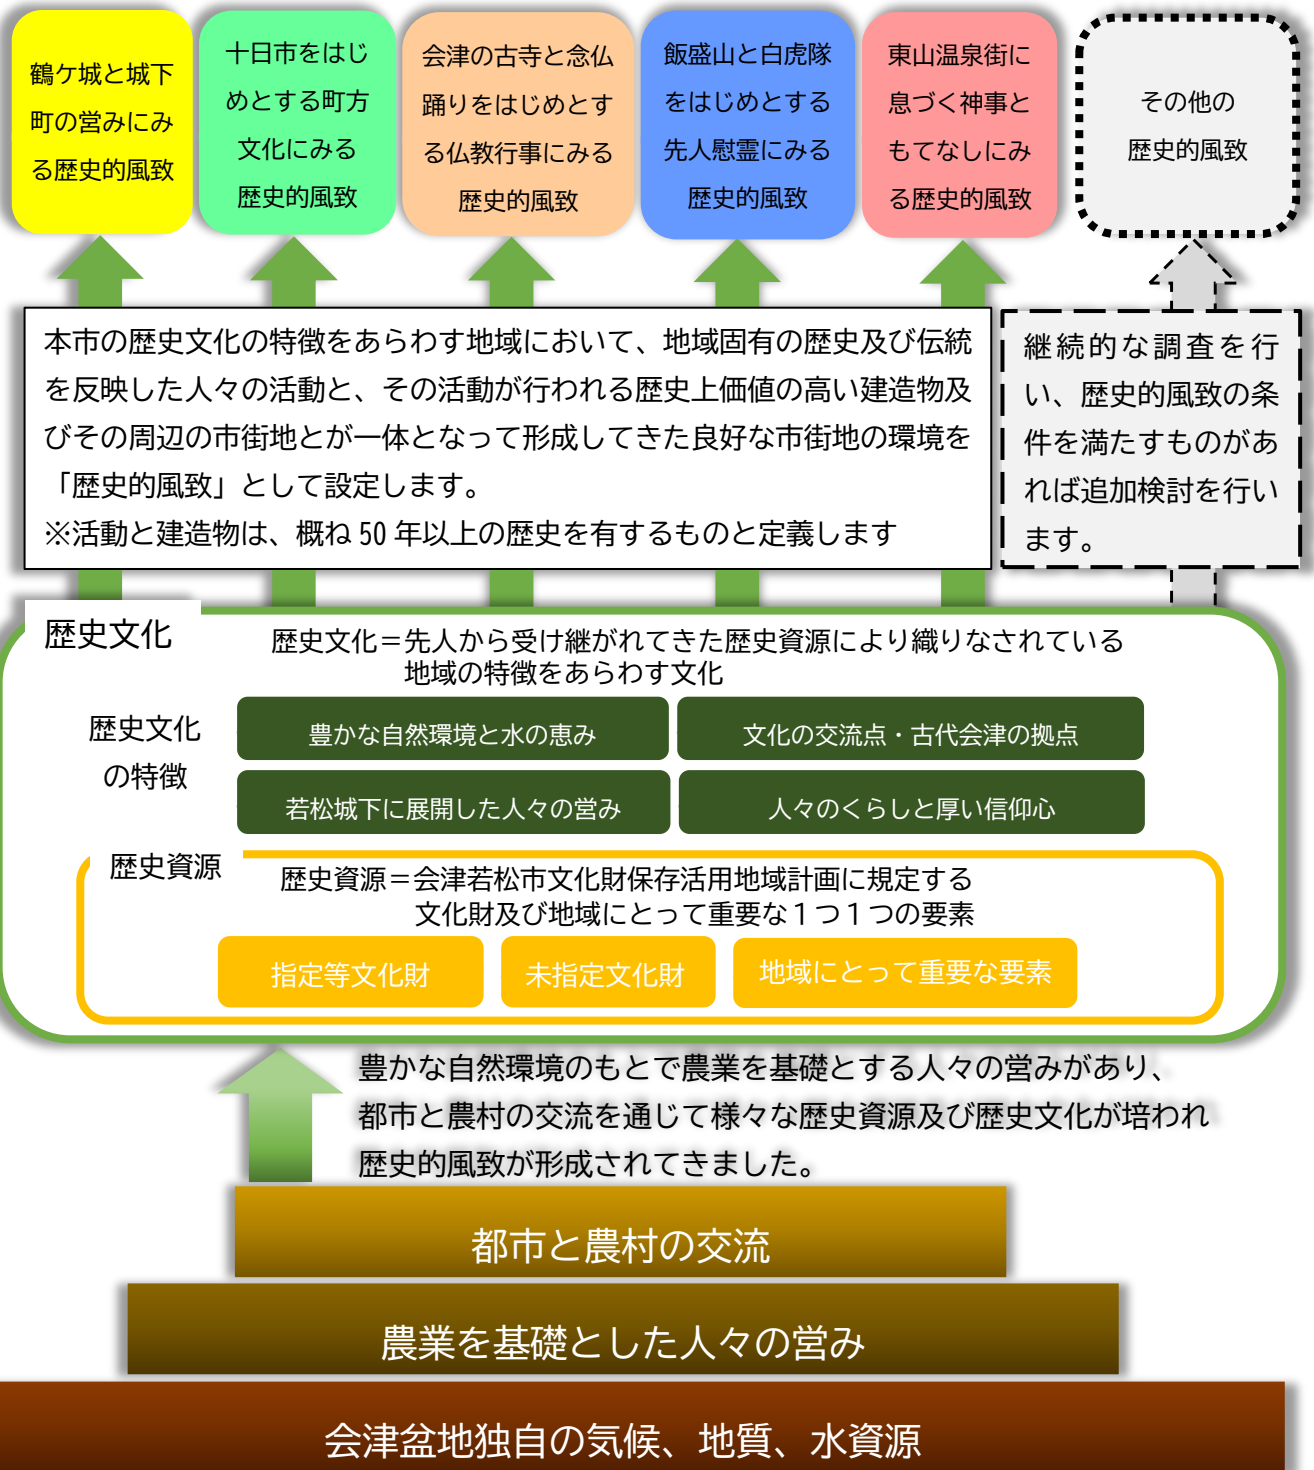 鶴ケ城と城下
町の営みにみ
る歴史的風致
十日市をはじ
めとする町方
文化にみる
歴史的風致
会津の古寺と念仏
踊りをはじめとす
る仏教行事にみる
歴史的風致
飯盛山と白虎隊
をはじめとする
先人慰霊にみる
歴史的風致
東山温泉街に
息づく神事と
もてなしにみ
る歴史的風致
その他の
歴史的風致
本市の歴史文化の特徴をあらわす地域において、地域固有の歴史及び伝統
を反映した人々の活動と、その活動が行われる歴史上価値の高い建造物及
びその周辺の市街地とが一体となって形成してきた良好な市街地の環境を
「歴史的風致」として設定します。
※活動と建造物は、概ね 50 年以上の歴史を有するものと定義します
継続的な調査を行
い、歴史的風致の条
件を満たすものがあ
れば追加検討を行い
ます。
歴史文化
歴史文化＝先人から受け継がれてきた歴史資源により織りなされている
地域の特徴をあらわす文化
歴史文化
の特徴
豊かな自然環境と水の恵み
文化の交流点・古代会津の拠点
若松城下に展開した人々の営み
人々のくらしと厚い信仰心
歴史資源
歴史資源＝会津若松市文化財保存活用地域計画に規定する
文化財及び地域にとって重要な１つ１つの要素
指定等文化財
未指定文化財
地域にとって重要な要素
豊かな自然環境のもとで農業を基礎とする人々の営みがあり、
都市と農村の交流を通じて様々な歴史資源及び歴史文化が培われ
歴史的風致が形成されてきました。
都市と農村の交流
農業を基礎とした人々の営み
会津盆地独自の気候、地質、水資源